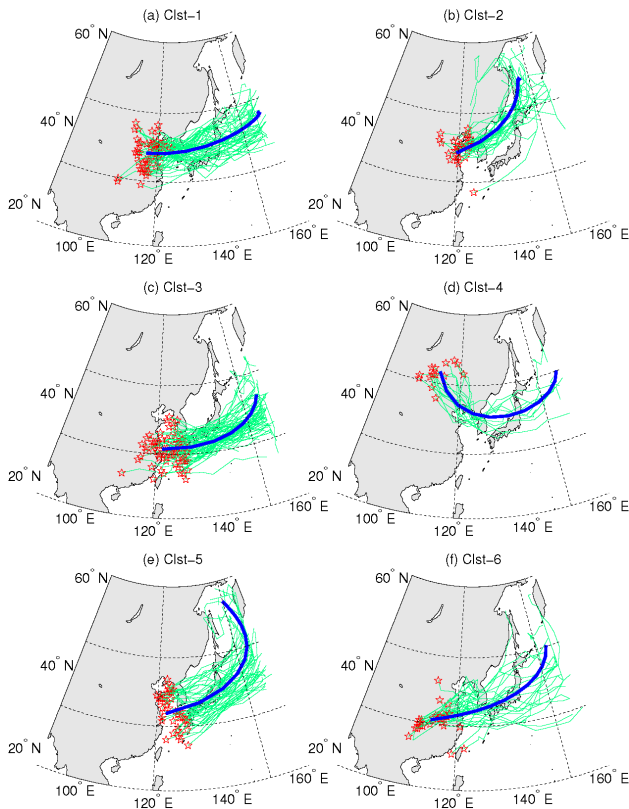 (a) Clst−1
(b) Clst−2
60° N
60° N
40° N
40° N
20° N
20° N
100° E
120° E
140° E
160° E
100° E
120° E
140° E
160° E
(c) Clst−3
(d) Clst−4
60° N
60° N
40° N
40° N
20° N
20° N
100° E
120° E
140° E
160° E
100° E
120° E
140° E
160° E
(e) Clst−5
(f) Clst−6
60° N
60° N
40° N
40° N
20° N
20° N
100° E
120° E
140° E
160° E
100° E
120° E
140° E
160° E